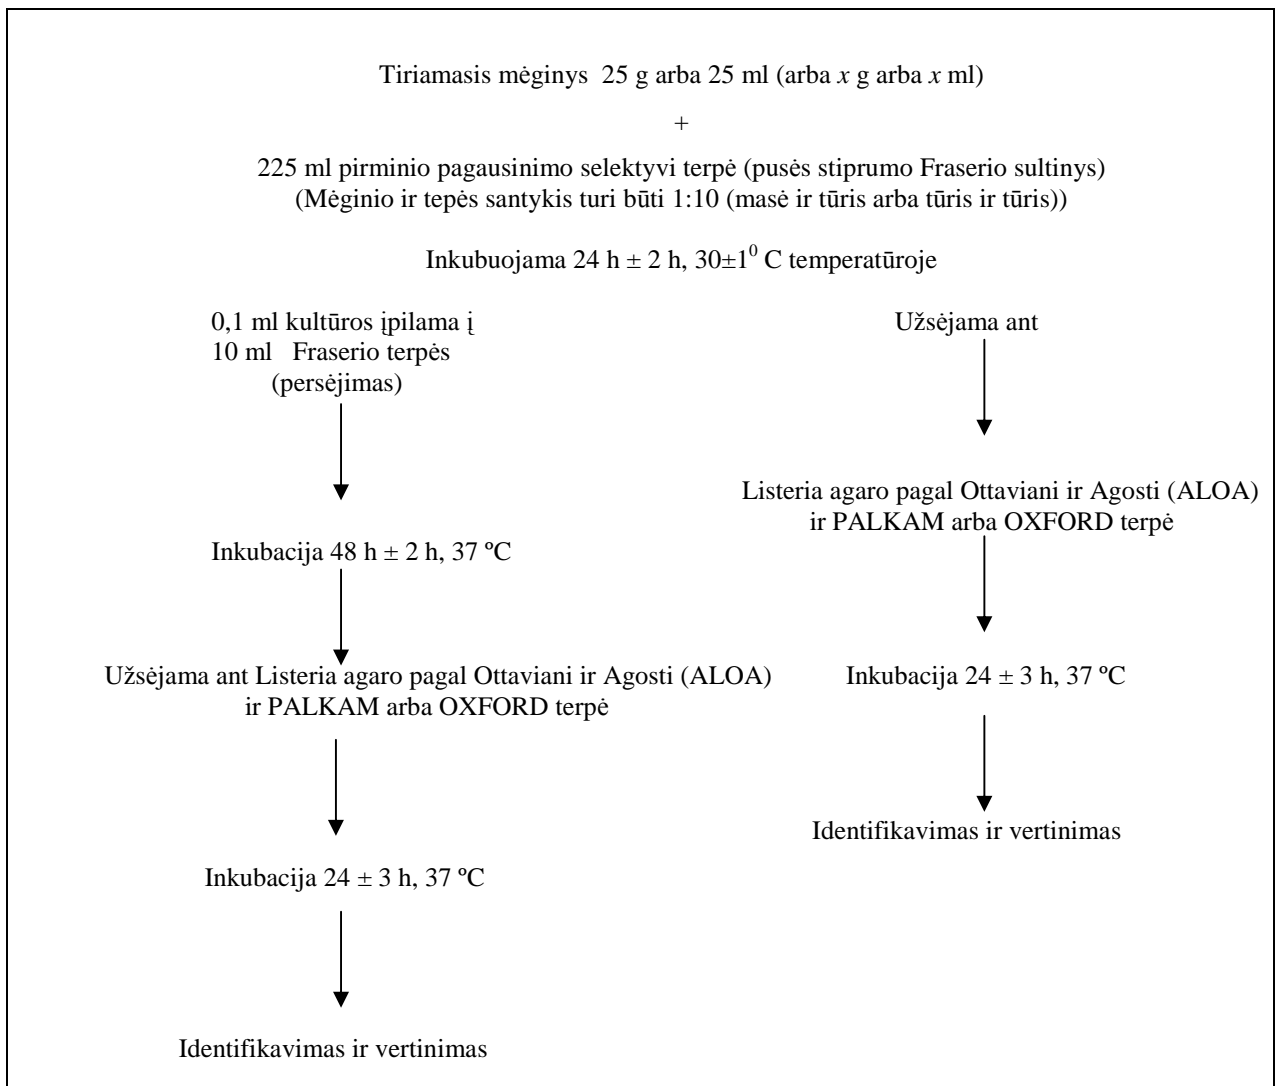 Tiriamasis mėginys 25 g arba 25 ml (arba x g arba x ml)
+
225 ml pirminio pagausinimo selektyvi terpė (pusės stiprumo Fraserio sultinys)
(Mėginio ir tepės santykis turi būti 1:10 (masė ir tūris arba tūris ir tūris))
Inkubuojama 24 h ± 2 h, 30±1⁰ C temperatūroje
0,1 ml kultūros įpilama į
10 ml Fraserio terpės
(persėjimas)
Inkubacija 48 h ± 2 h, 37 ºC
Užsėjama ant Listeria agaro pagal Ottaviani ir Agosti (ALOA)
ir PALKAM arba OXFORD terpė
Inkubacija 24 ± 3 h, 37 ºC
Identifikavimas ir vertinimas
Užsėjama ant
Listeria agaro pagal Ottaviani ir Agosti (ALOA)
ir PALKAM arba OXFORD terpė
Inkubacija 24 ± 3 h, 37 ºC
Identifikavimas ir vertinimas